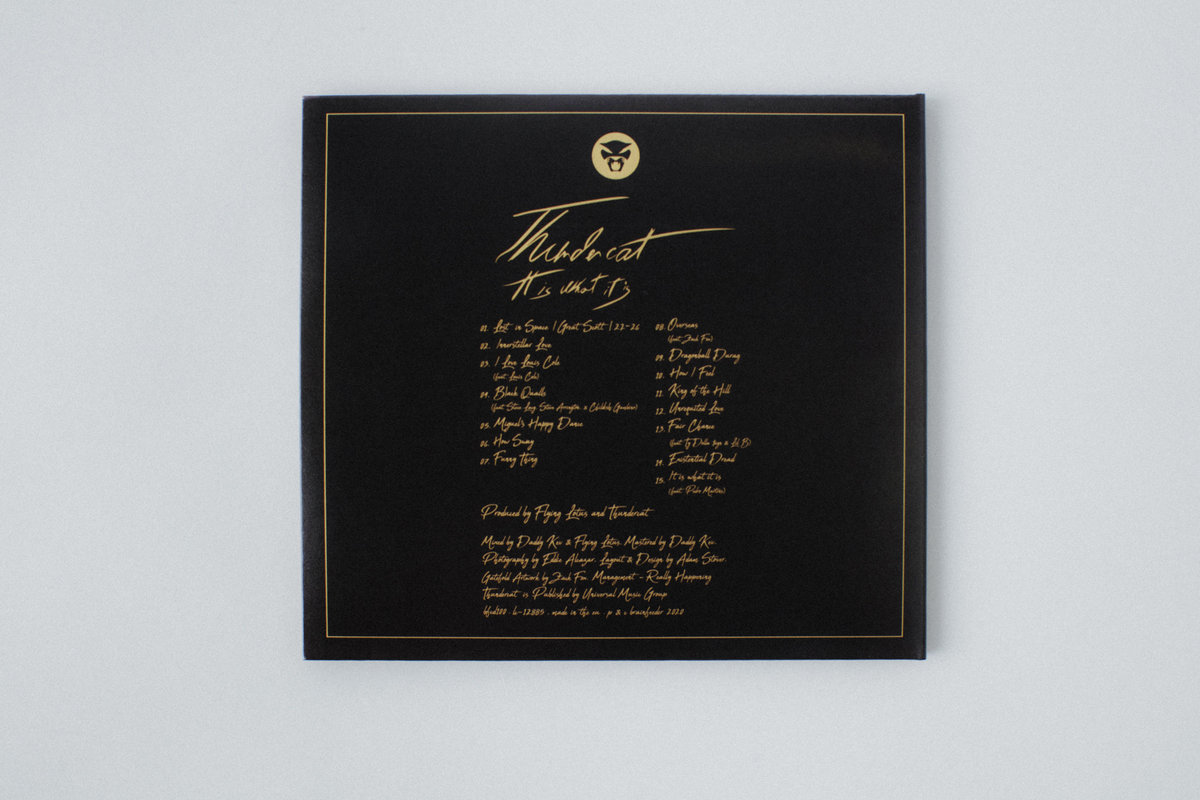 Thundercat
It is what it is
01. Lost in Space | Great Scott | 22-26
02. Innerstellar Love
03. I Love Louis Cole
(feat. Louis Cole)
04. Black Qualls
(feat. Steve Lacy, Steve Arrington, x Childish Gambino)
05. Miguel's Happy Dance
06. How Sway
07. Funny Thing
08. Overseas
(feat. Zack Fox)
09. Dragonball Durag
10. How I Feel
11. King of the Hill
12. Unrequited Love
13. Fair Chance
(feat. Ty Dolla Sign & Lil B)
14. Existential Dread
15. It is what it is
(feat. Pedro Martins)
Produced by Flying Lotus and Thundercat
Mixed by Daddy Kev & Flying Lotus. Mastered by Daddy Kev.
Photography by Eddie Alcazar. Layout & Design by Adam Stover.
Gatefold Artwork by Zack Fox. Management - Really Happening
Thundercat is Published by Universal Music Group
bfcd100 . lc-12885 . made in the eu . p & c brainfeeder 2020